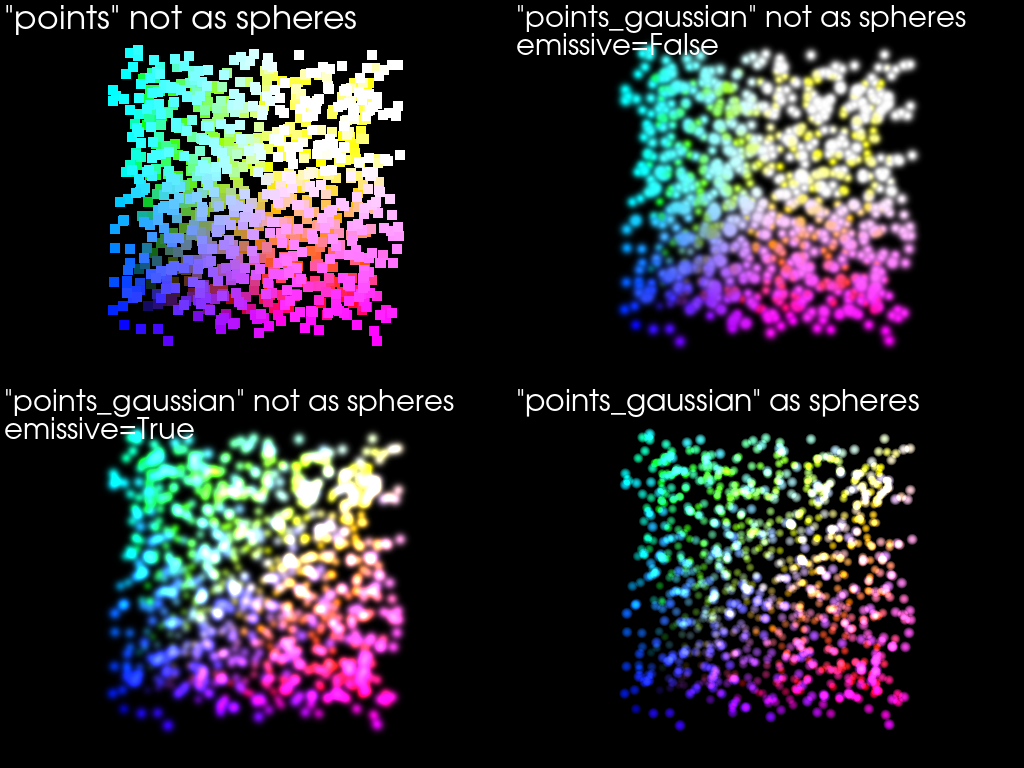 "points" not as spheres
"points_gaussian" not as spheres
emissive=False
"points_gaussian" not as spheres
emissive=True
"points_gaussian" as spheres